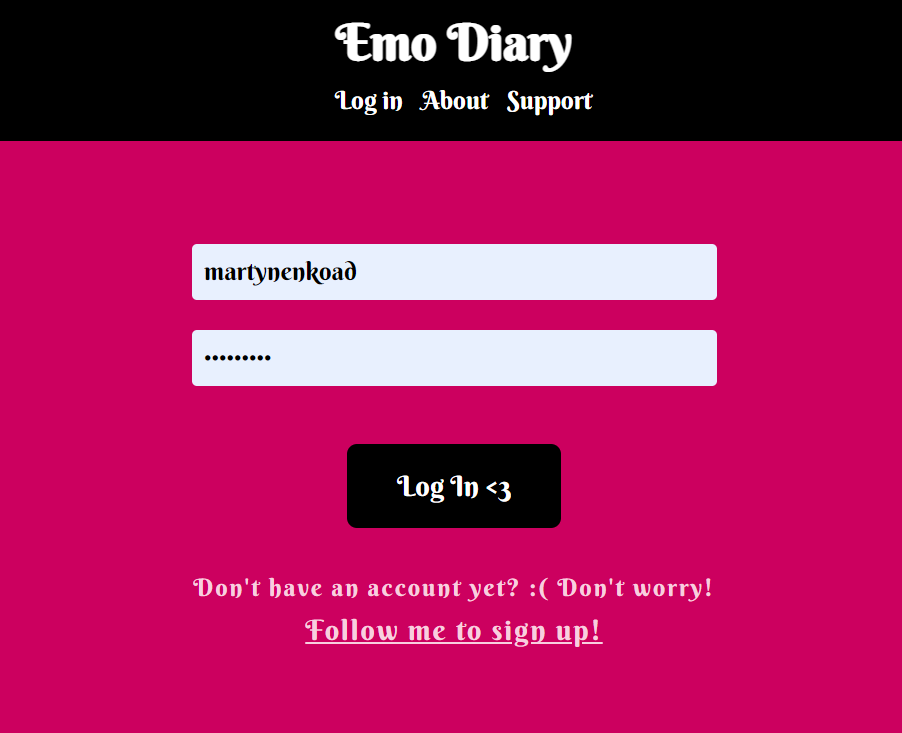 Emo Diary
Log in About Support
martynenkoad
•••••••••
Log In <3
Don't have an account yet? :( Don't worry!
Follow me to sign up!